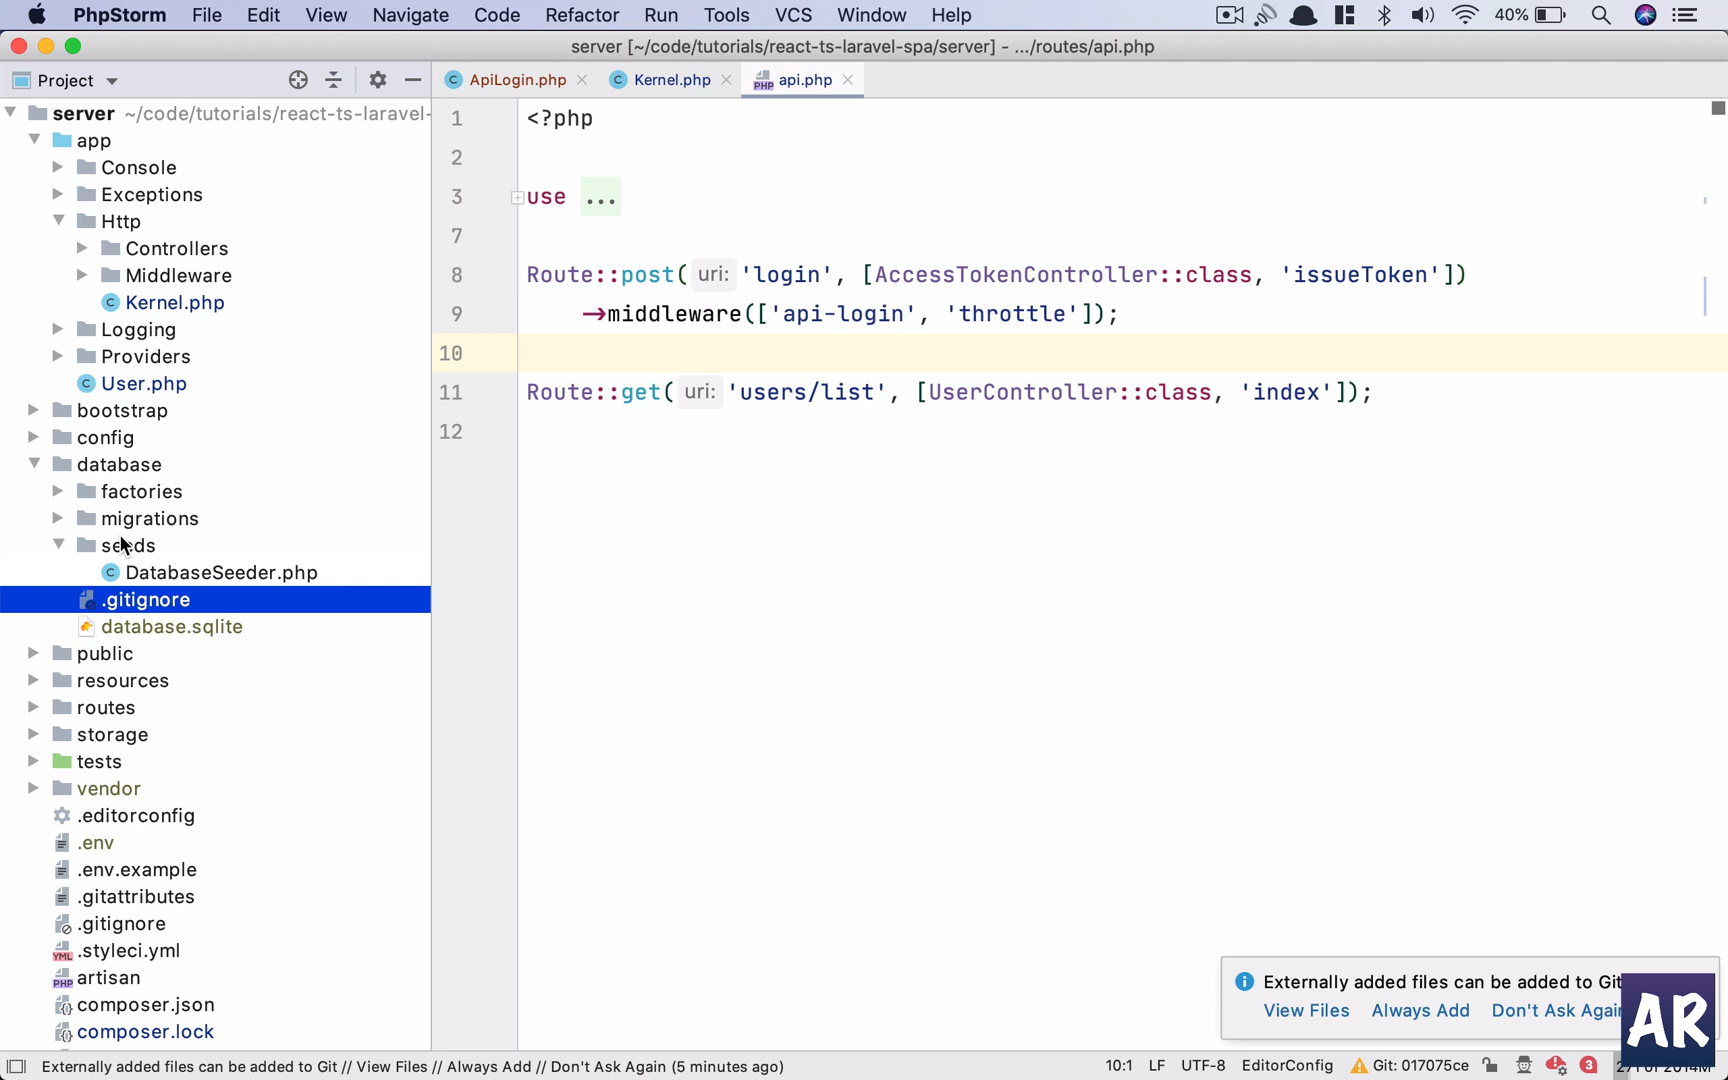 PhpStorm File Edit View Navigate Code Refactor Run Tools VCS Window Help 40%
server [~/code/tutorials/react-ts-laravel-spa/server] - .../routes/api.php
Project
ApiLogin.php Kernel.php api.php
server ~/code/tutorials/react-ts-laravel-
app
Console
Exceptions
Http
Controllers
Middleware
Kernel.php
Logging
Providers
User.php
bootstrap
config
database
factories
migrations
seeds
DatabaseSeeder.php
.gitignore
database.sqlite
public
resources
routes
storage
tests
vendor
.editorconfig
.env
.env.example
.gitattributes
.gitignore
.styleci.yml
artisan
composer.json
composer.lock
1 <?php
2
3 use ...
7
8 Route::post( uri: 'login', [AccessTokenController::class, 'issueToken'])
9 ->middleware(['api-login', 'throttle']);
10
11 Route::get( uri: 'users/list', [UserController::class, 'index']);
12
Externally added files can be added to Git
View Files Always Add Don't Ask Again
AR
Externally added files can be added to Git // View Files // Always Add // Don't Ask Again (5 minutes ago) 10:1 LF UTF-8 EditorConfig Git: 017075ce 3